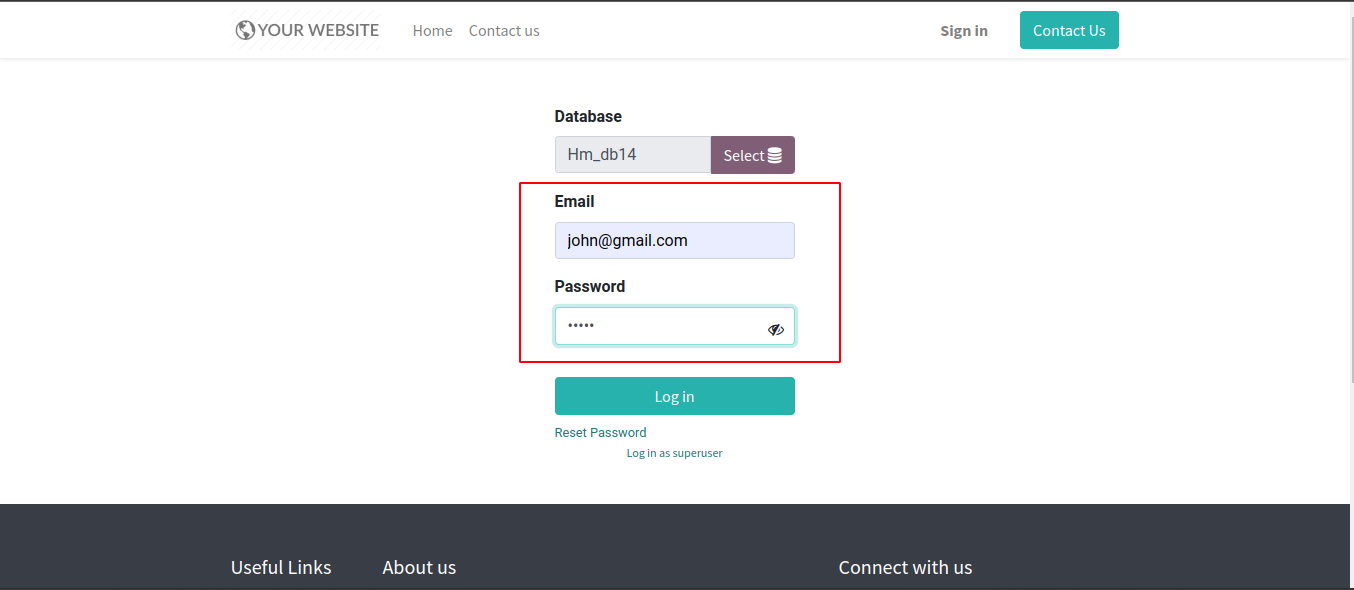 YOUR WEBSITE Home Contact us Sign in Contact Us
Database
Hm_db14 Select
Email
john@gmail.com
Password
•••••
Log in
Reset Password
Log in as superuser
Useful Links About us Connect with us